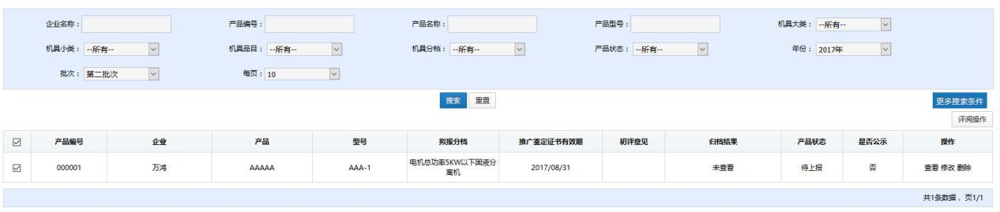 企业名称： 产品编号： 产品名称： 产品型号： 机具大类： --所有--
机具小类： --所有-- 机具品目： --所有-- 机具分档： --所有-- 产品状态： --所有-- 年份： 2017年
批次： 第二批次 每页： 10
搜索 重置 更多搜索条件
评阅操作
产品编号 企业 产品 型号 拟报分档 推广鉴定证书有效期 初评意见 归档结果 产品状态 是否公示 操作
000001 万鸿 AAAAA AAA-1 电机总功率5KW以下固液分离机 2017/08/31 未查看 待上报 否 查看 修改 删除
共1条数据，页1/1